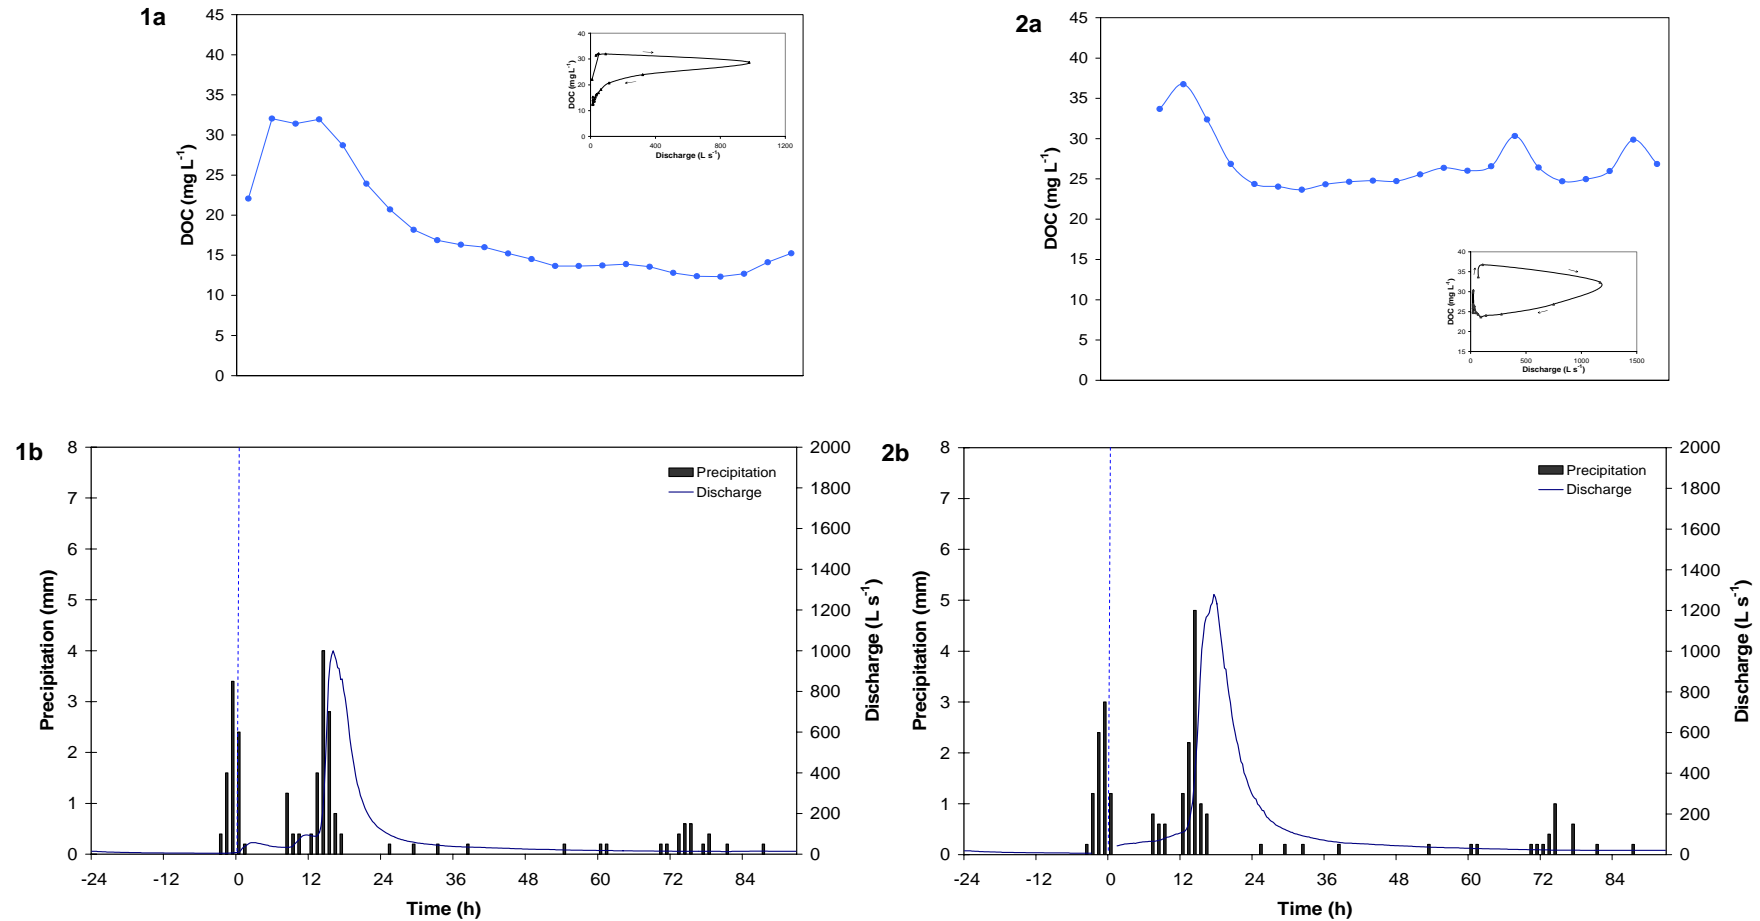 1a
45
40
35
30
25
20
15
10
5
0
DOC (mg L-1)
40
30
20
10
0
DOC (mg L-1)
0 400 800 1200
Discharge (L s-1)
2a
45
40
35
30
25
20
15
10
5
0
DOC (mg L-1)
40
35
30
25
20
15
DOC (mg L-1)
0 500 1000 1500
Discharge (L s-1)
1b
8
7
6
5
4
3
2
1
0
Precipitation (mm)
Precipitation
Discharge
2000
1800
1600
1400
1200
1000
800
600
400
200
0
Discharge (L s-1)
-24 -12 0 12 24 36 48 60 72 84
Time (h)
2b
8
7
6
5
4
3
2
1
0
Precipitation (mm)
Precipitation
Discharge
2000
1800
1600
1400
1200
1000
800
600
400
200
0
Discharge (L s-1)
-24 -12 0 12 24 36 48 60 72 84
Time (h)